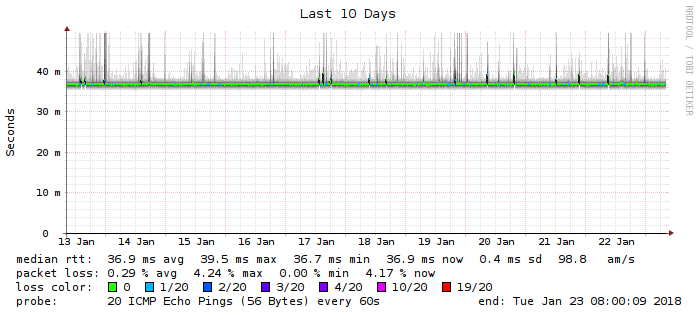 Last 10 Days
RRDTOOL / TOBI OETIKER
Seconds
40 m
30 m
20 m
10 m
0
13 Jan 14 Jan 15 Jan 16 Jan 17 Jan 18 Jan 19 Jan 20 Jan 21 Jan 22 Jan
median rtt: 36.9 ms avg 39.5 ms max 36.7 ms min 36.9 ms now 0.4 ms sd 98.8 am/s
packet loss: 0.29 % avg 4.24 % max 0.00 % min 4.17 % now
loss color: 0 1/20 2/20 3/20 4/20 10/20 19/20
probe: 20 ICMP Echo Pings (56 Bytes) every 60s end: Tue Jan 23 08:00:09 2018